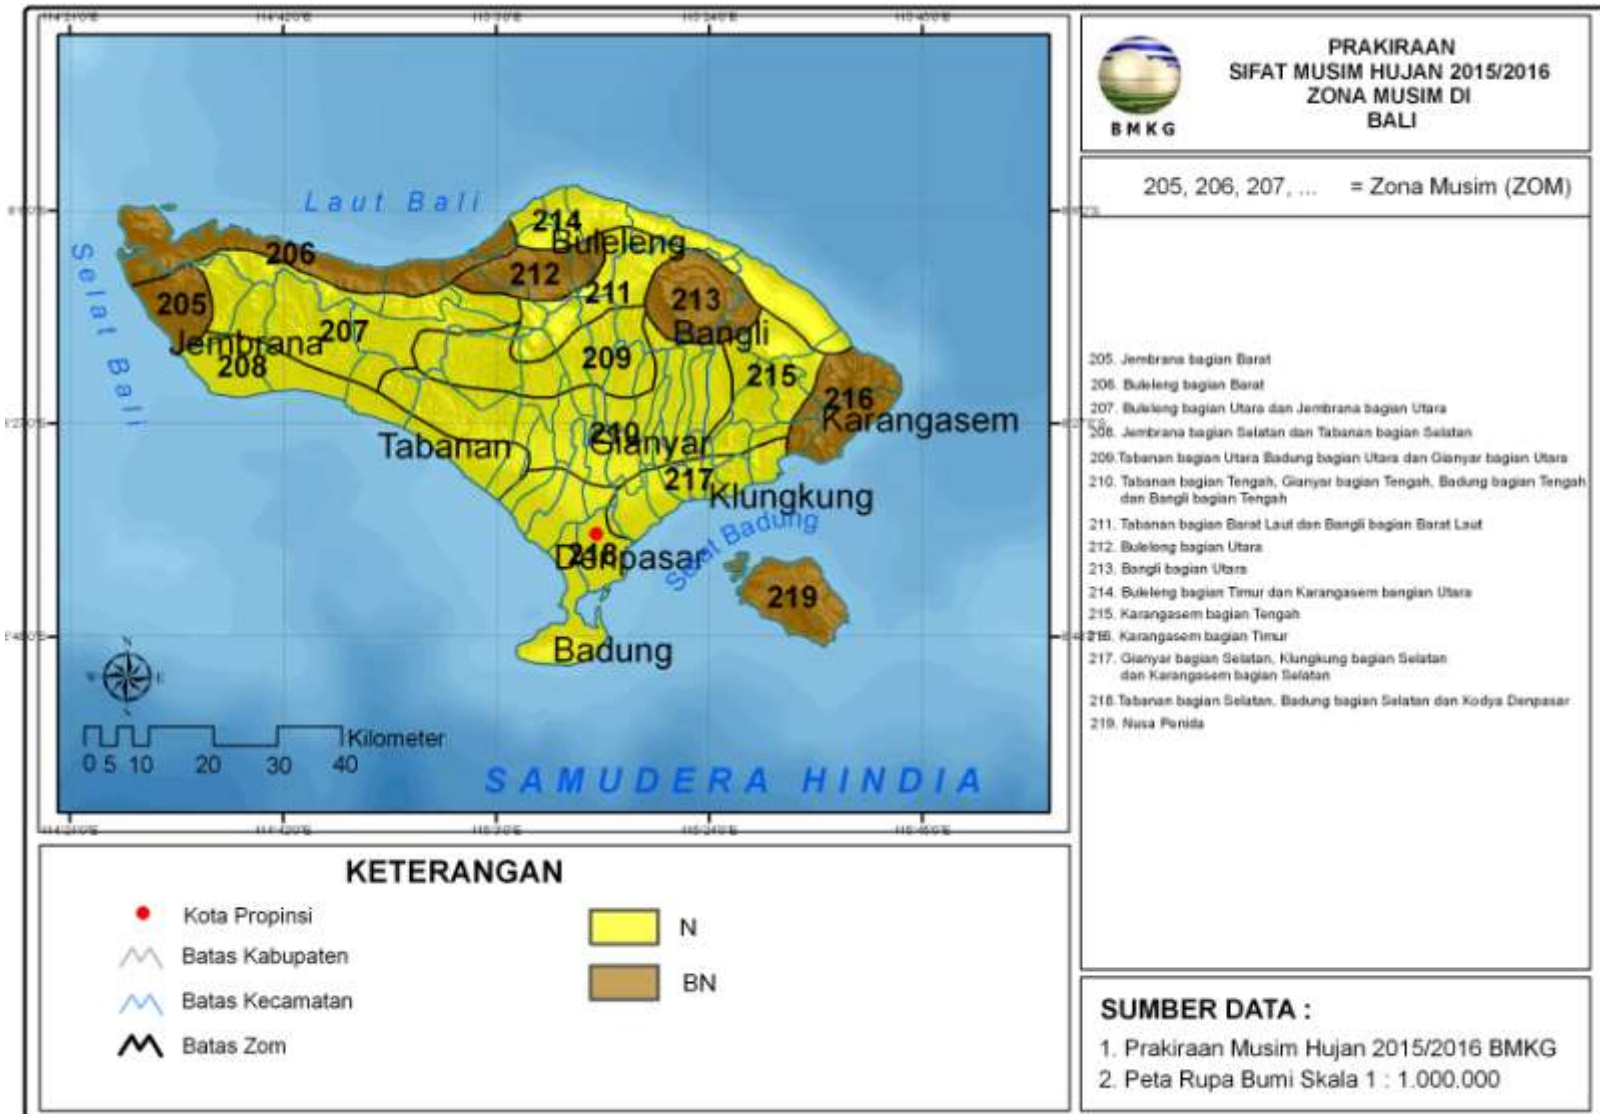 PRAKIRAAN
SIFAT MUSIM HUJAN 2015/2016
ZONA MUSIM DI
BALI
BMKG
205, 206, 207, ... = Zona Musim (ZOM)
Laut Bali
Selat Bali
214
Buleleng
206
212
211
213
205
Bangli
207
Jembrana
208
209
215
216
Karangasem
210
Gianyar
Tabanan
217
Klungkung
Selat Badung
218
Denpasar
219
Badung
Kilometer
0 5 10 20 30 40
SAMUDERA HINDIA
205. Jembrana bagian Barat
206. Buleleng bagian Barat
207. Buleleng bagian Utara dan Jembrana bagian Utara
208. Jembrana bagian Selatan dan Tabanan bagian Selatan
209.Tabanan bagian Utara Badung bagian Utara dan Gianyar bagian Utara
210. Tabanan bagian Tengah, Gianyar bagian Tengah, Badung bagian Tengah
dan Bangli bagian Tengah
211. Tabanan bagian Barat Laut dan Bangli bagian Barat Laut
212. Buleleng bagian Utara
213. Bangli bagian Utara
214. Buleleng bagian Timur dan Karangasem bangian Utara
215. Karangasem bagian Tengah
216. Karangasem bagian Timur
217. Gianyar bagian Selatan, Klungkung bagian Selatan
dan Karangasem bagian Selatan
218.Tabanan bagian Selatan, Badung bagian Selatan dan Kodya Denpasar
219. Nusa Penida
KETERANGAN
Kota Propinsi
Batas Kabupaten
Batas Kecamatan
Batas Zom
N
BN
SUMBER DATA :
1. Prakiraan Musim Hujan 2015/2016 BMKG
2. Peta Rupa Bumi Skala 1 : 1.000.000